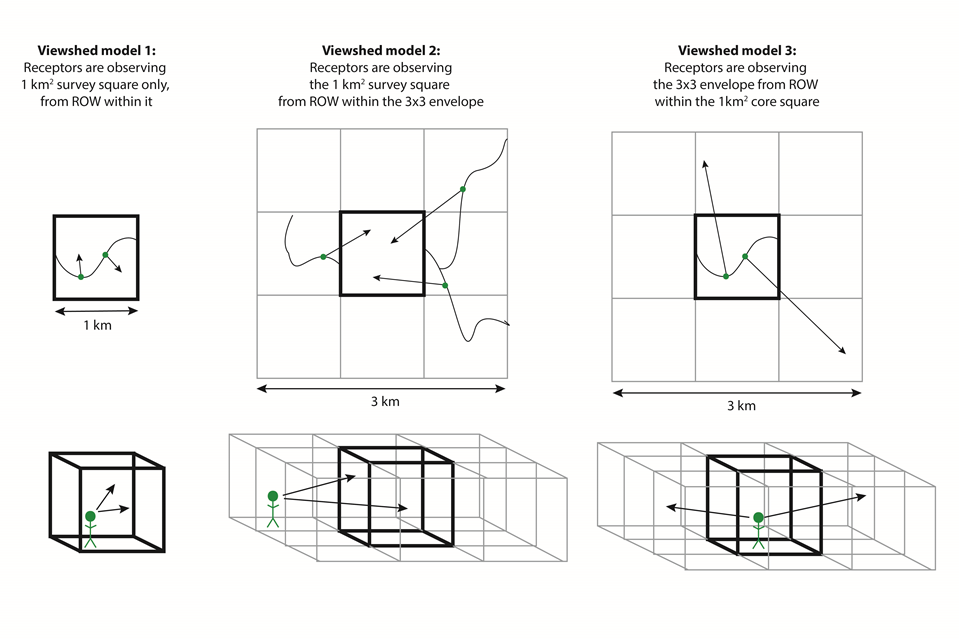 Viewshed model 1:
Receptors are observing
1 km² survey square only,
from ROW within it
Viewshed model 2:
Receptors are observing
the 1 km² survey square
from ROW within the 3x3 envelope
Viewshed model 3:
Receptors are observing
the 3x3 envelope from ROW
within the 1km² core square
1 km
3 km
3 km